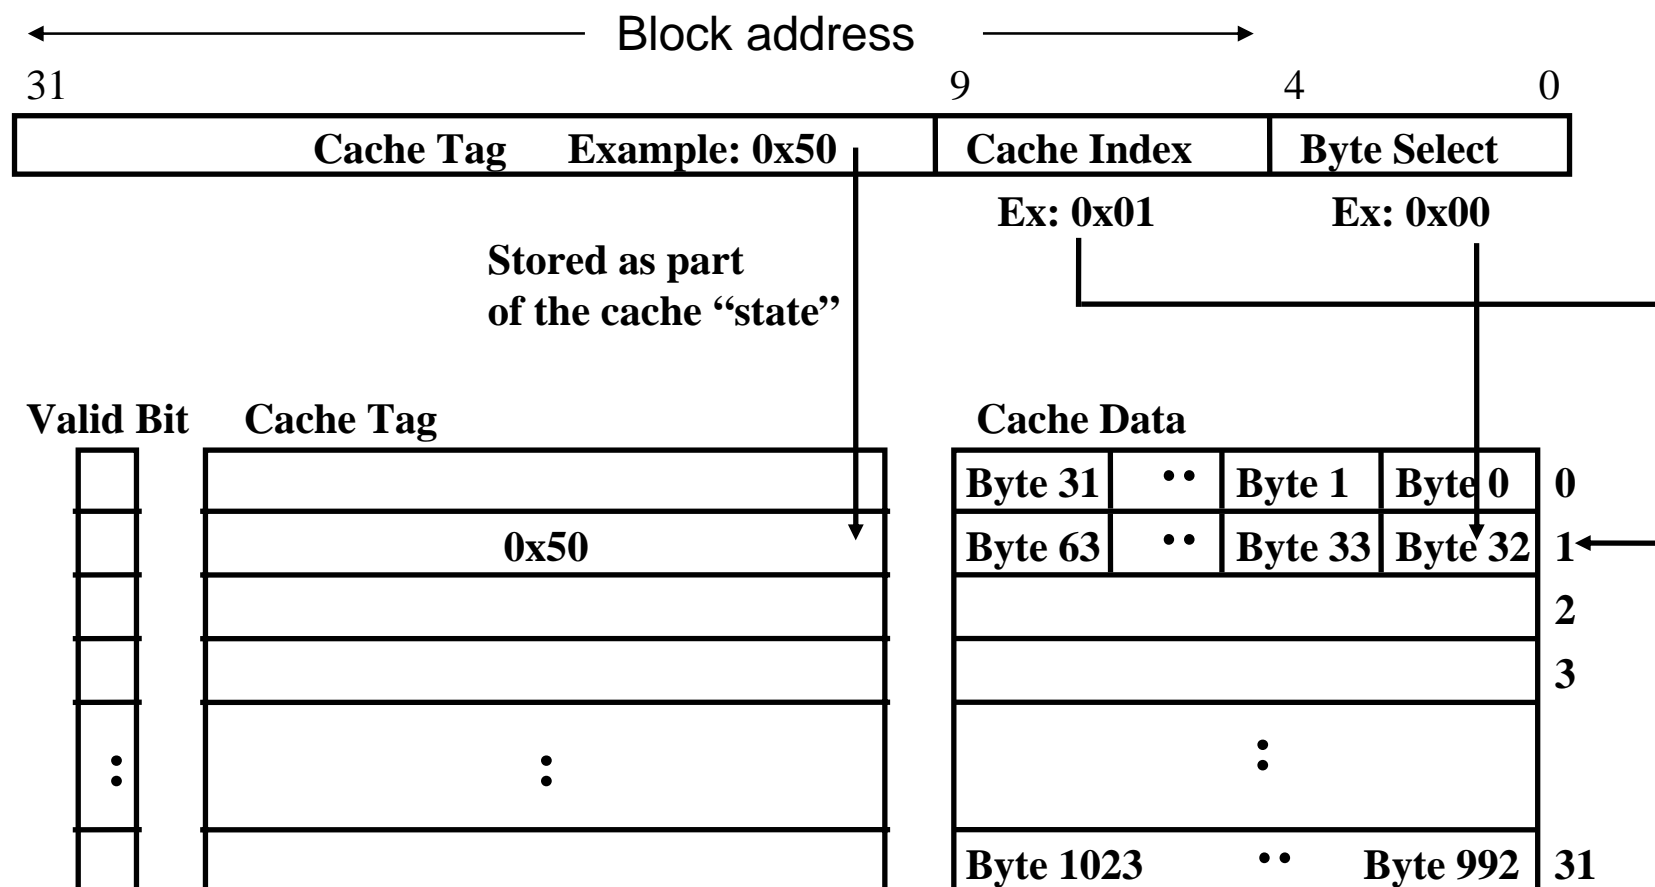 Block address
31 9 4 0
Cache Tag Example: 0x50 Cache Index Byte Select
Ex: 0x01 Ex: 0x00
Stored as part
of the cache “state”
Valid Bit Cache Tag Cache Data
Byte 31 •• Byte 1 Byte 0 0
0x50 Byte 63 •• Byte 33 Byte 32 1
2
3
: : :
Byte 1023 •• Byte 992 31